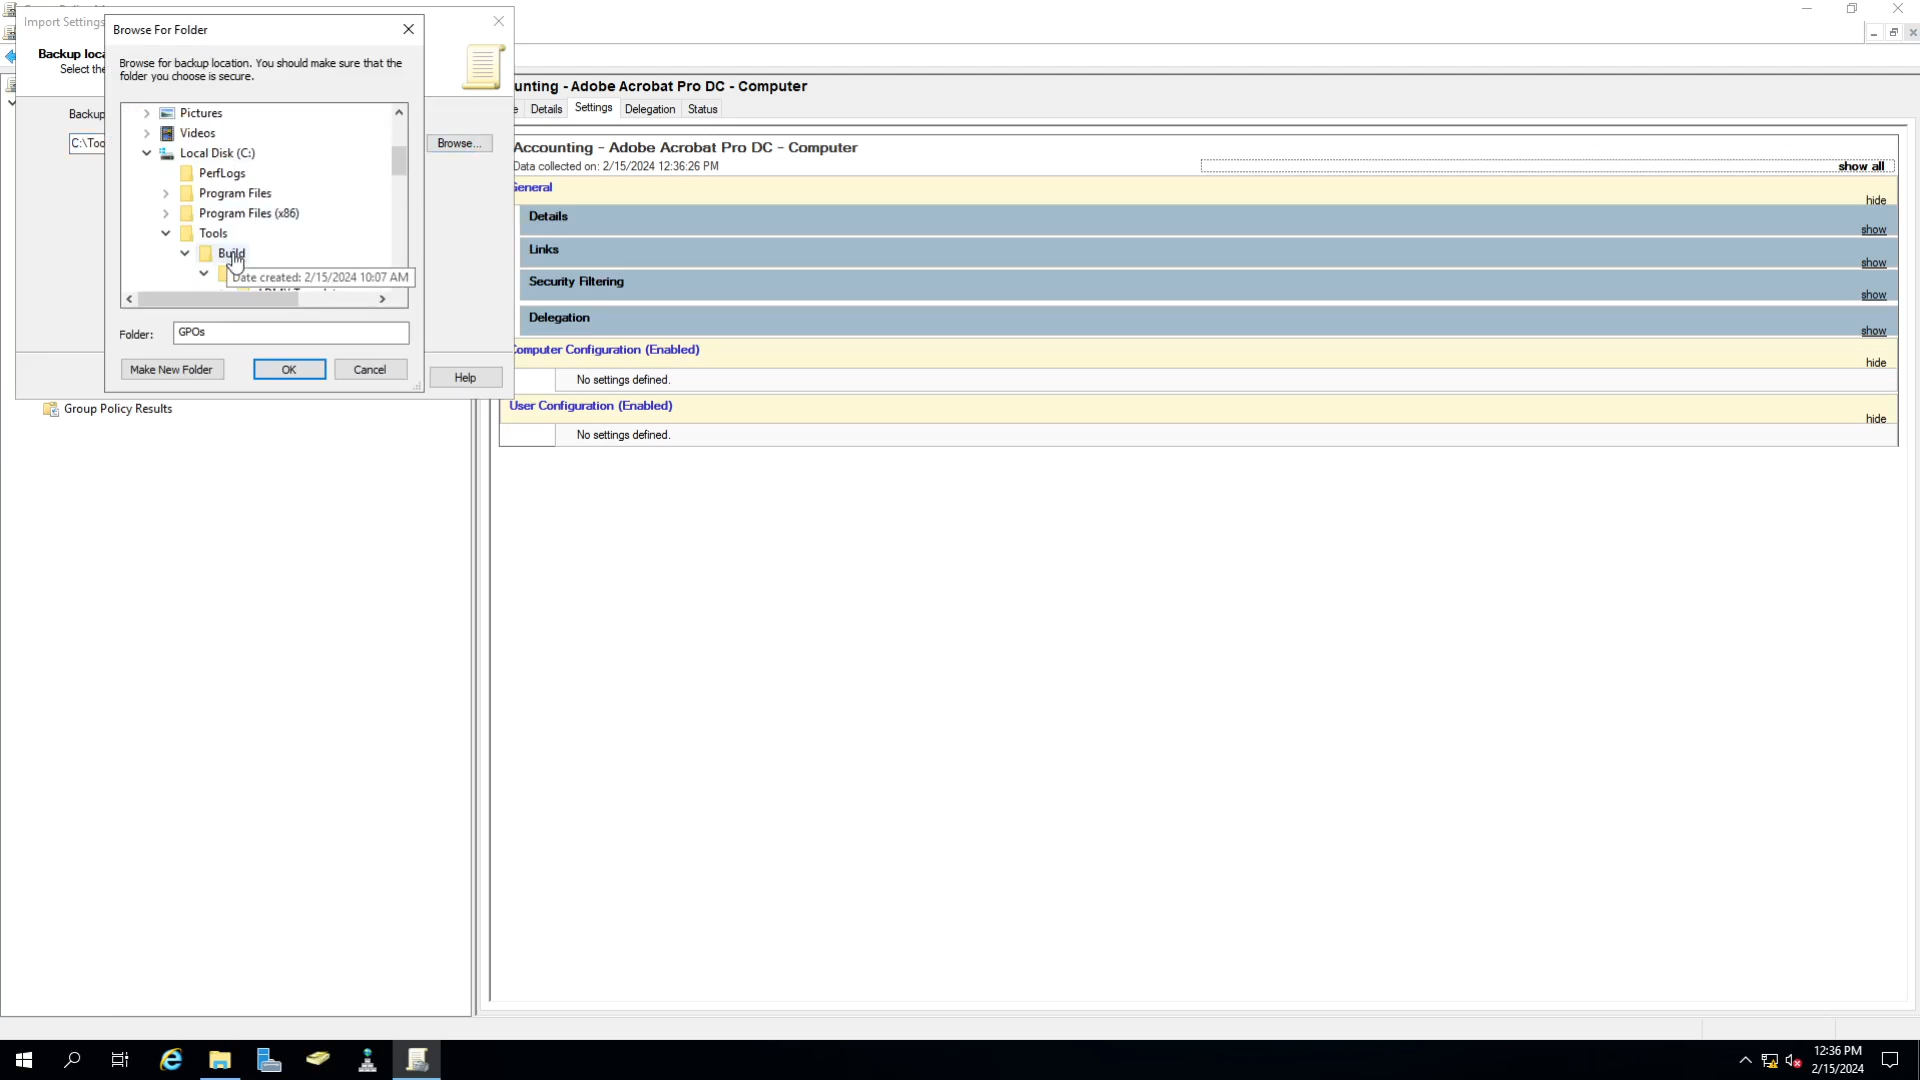 Import Settings
Browse For Folder
Backup loca
Select the
Browse for backup location. You should make sure that the
folder you choose is secure.
unting - Adobe Acrobat Pro DC - Computer
e
Details
Settings
Delegation
Status
Backup
C:\Too
Browse...
Pictures
Videos
Local Disk (C:)
PerfLogs
Program Files
Program Files (x86)
Tools
Build
Date created: 2/15/2024 10:07 AM
Folder:
GPOs
Make New Folder
OK
Cancel
Help
Group Policy Results
Accounting - Adobe Acrobat Pro DC - Computer
Data collected on: 2/15/2024 12:36:26 PM
show all
General
hide
Details
show
Links
show
Security Filtering
show
Delegation
show
Computer Configuration (Enabled)
hide
No settings defined.
User Configuration (Enabled)
hide
No settings defined.
12:36 PM
2/15/2024